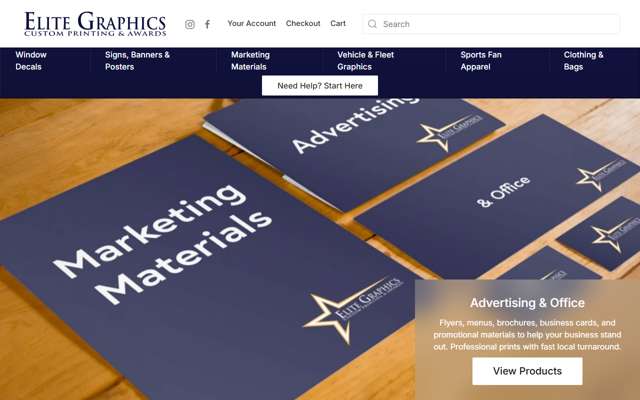 ELITE GRAPHICS
CUSTOM PRINTING & AWARDS
Your Account
Checkout
Cart
Search
Window Decals
Signs, Banners & Posters
Marketing Materials
Vehicle & Fleet Graphics
Sports Fan Apparel
Clothing & Bags
Need Help? Start Here
Advertising
ELITE GRAPHICS
& Office
ELITE GRAPHICS
Marketing
Materials
ELITE GRAPHICS
Advertising & Office
Flyers, menus, brochures, business cards, and
promotional materials to help your business stand
out. Professional prints with fast local turnaround.
View Products